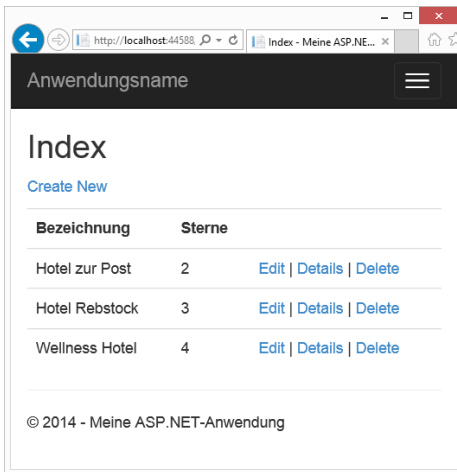 http://localhost:44588,
Index - Meine ASP.NE...
Anwendungsname
Index
Create New
Bezeichnung Sterne
Hotel zur Post 2 Edit | Details | Delete
Hotel Rebstock 3 Edit | Details | Delete
Wellness Hotel 4 Edit | Details | Delete
© 2014 - Meine ASP.NET-Anwendung